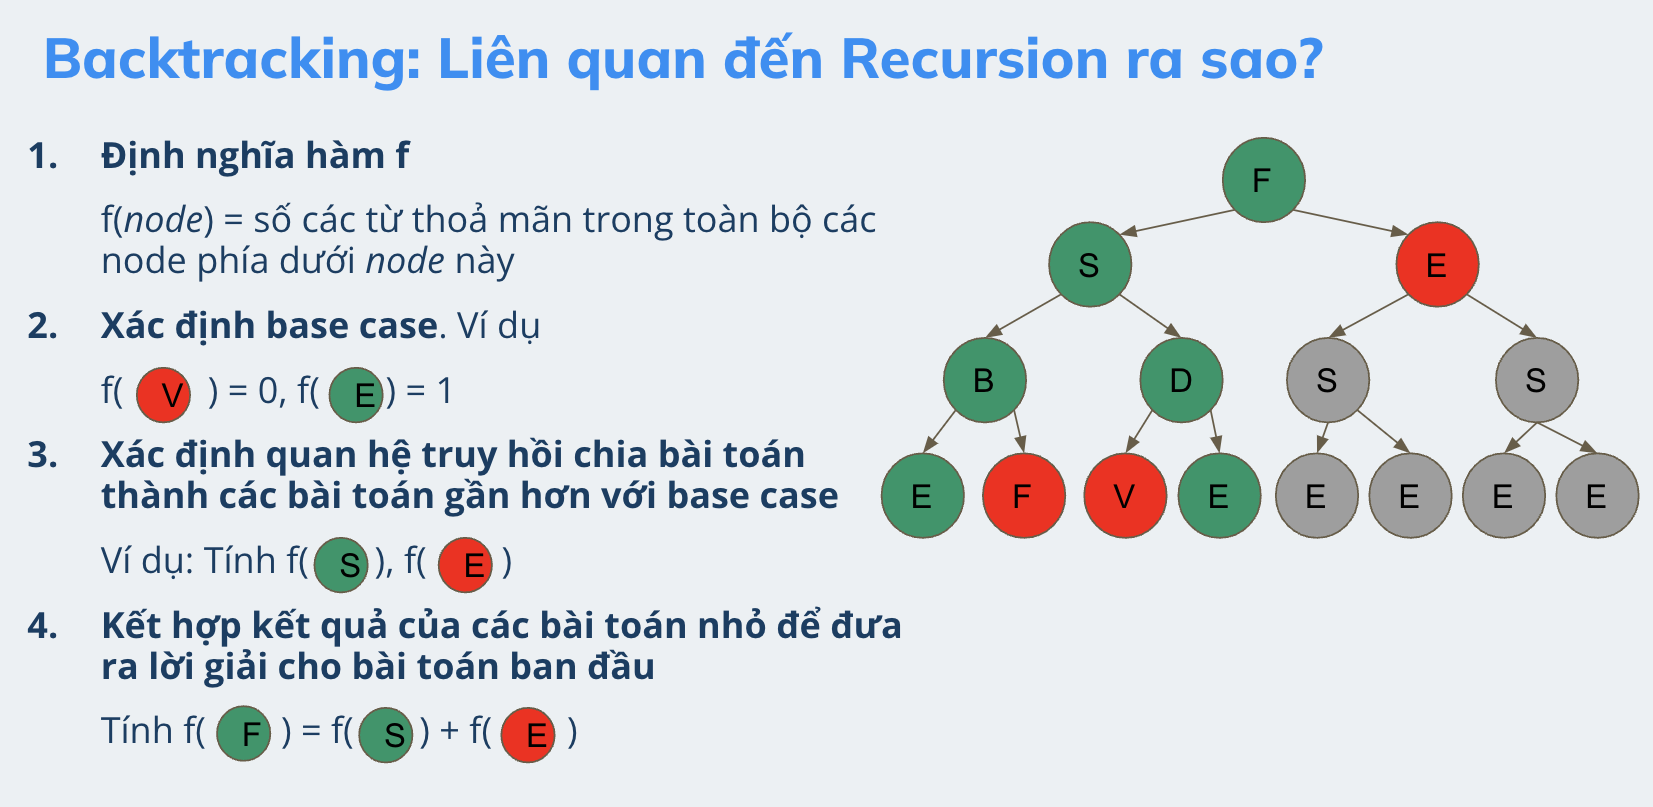 Backtracking: Liên quan đến Recursion ra sao?
1. Định nghĩa hàm f
f(node) = số các từ thoả mãn trong toàn bộ các
node phía dưới node này
2. Xác định base case. Ví dụ
f( V ) = 0, f( E ) = 1
3. Xác định quan hệ truy hồi chia bài toán
thành các bài toán gần hơn với base case
Ví dụ: Tính f( S ), f( E )
4. Kết hợp kết quả của các bài toán nhỏ để đưa
ra lời giải cho bài toán ban đầu
Tính f( F ) = f( S ) + f( E )
F
S E
B D S S
E F V E E E E E